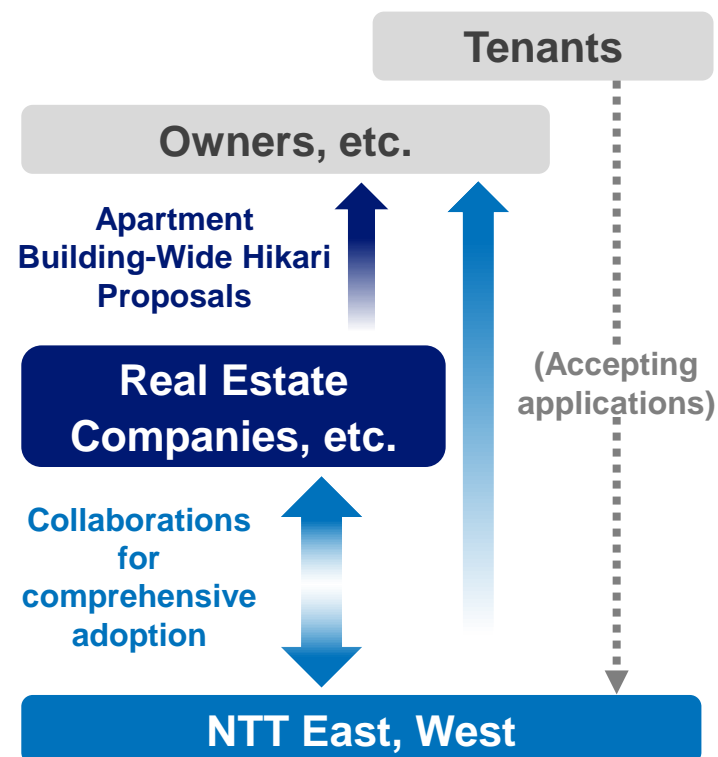 Tenants
Owners, etc.
Apartment
Building-Wide Hikari
Proposals
Real Estate
Companies, etc.
(Accepting
applications)
Collaborations
for
comprehensive
adoption
NTT East, West